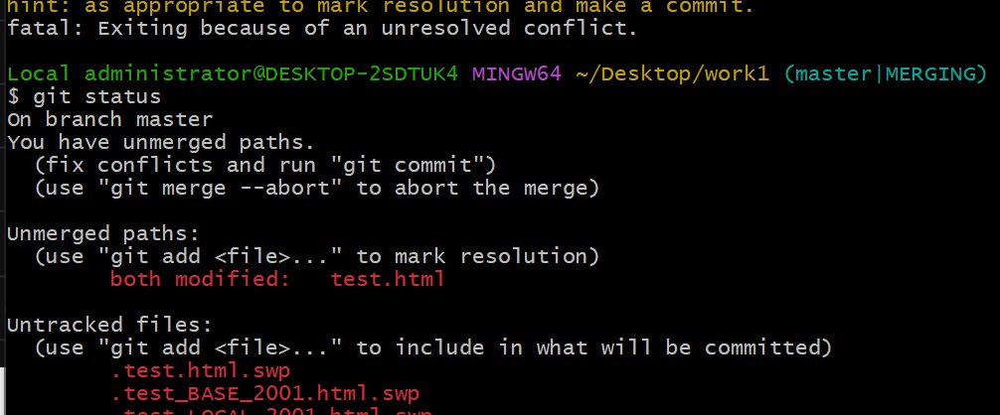 hint: as appropriate to mark resolution and make a commit.
fatal: Exiting because of an unresolved conflict.
Local administrator@DESKTOP-2SDTUK4 MINGW64 ~/Desktop/work1 (master|MERGING)
$ git status
On branch master
You have unmerged paths.
  (fix conflicts and run "git commit")
  (use "git merge --abort" to abort the merge)
Unmerged paths:
  (use "git add <file>..." to mark resolution)
        both modified:   test.html
Untracked files:
  (use "git add <file>..." to include in what will be committed)
        .test.html.swp
        .test_BASE_2001.html.swp
        .test_LOCAL_2001.html.swp